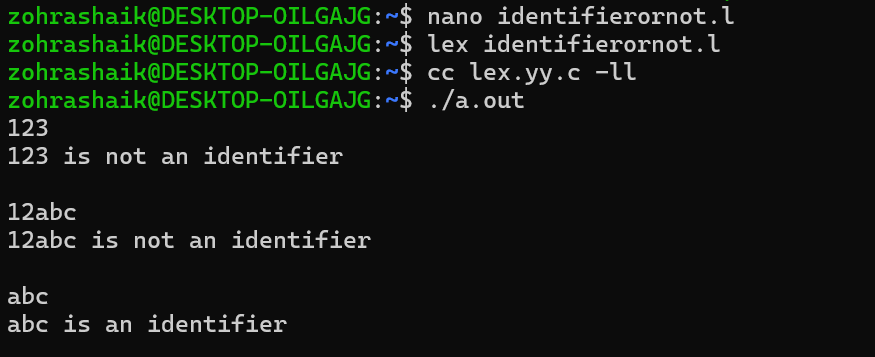 zohrashaik@DESKTOP-OILGAJG:~$ nano identifierornot.l
zohrashaik@DESKTOP-OILGAJG:~$ lex identifierornot.l
zohrashaik@DESKTOP-OILGAJG:~$ cc lex.yy.c -ll
zohrashaik@DESKTOP-OILGAJG:~$ ./a.out
123
123 is not an identifier
12abc
12abc is not an identifier
abc
abc is an identifier